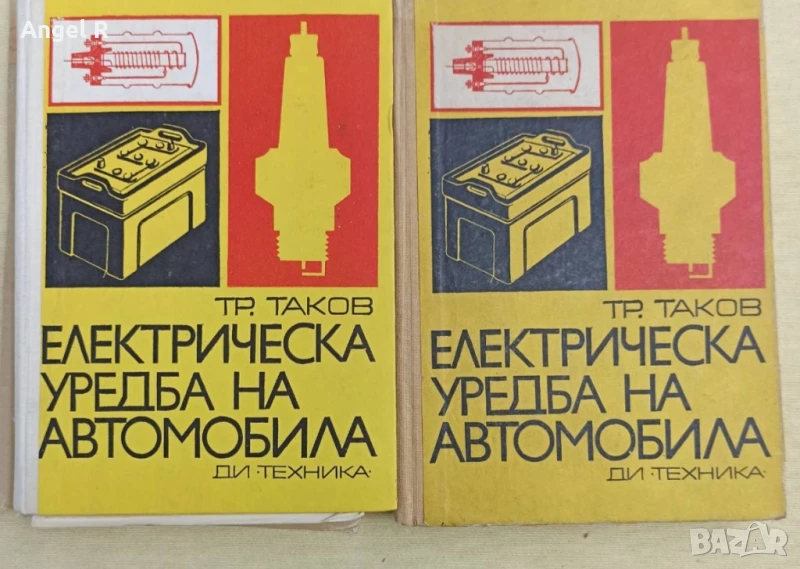 Angel R
ТР. ТАКОВ
ЕЛЕКТРИЧЕСКА
УРЕДБА НА
АВТОМОБИЛА
ДИ ·ТЕХНИКА·
ТР. ТАКОВ
ЕЛЕКТРИЧЕСКА
УРЕДБА НА
АВТОМОБИЛА
ДИ ·ТЕХНИКА·
BAZAR